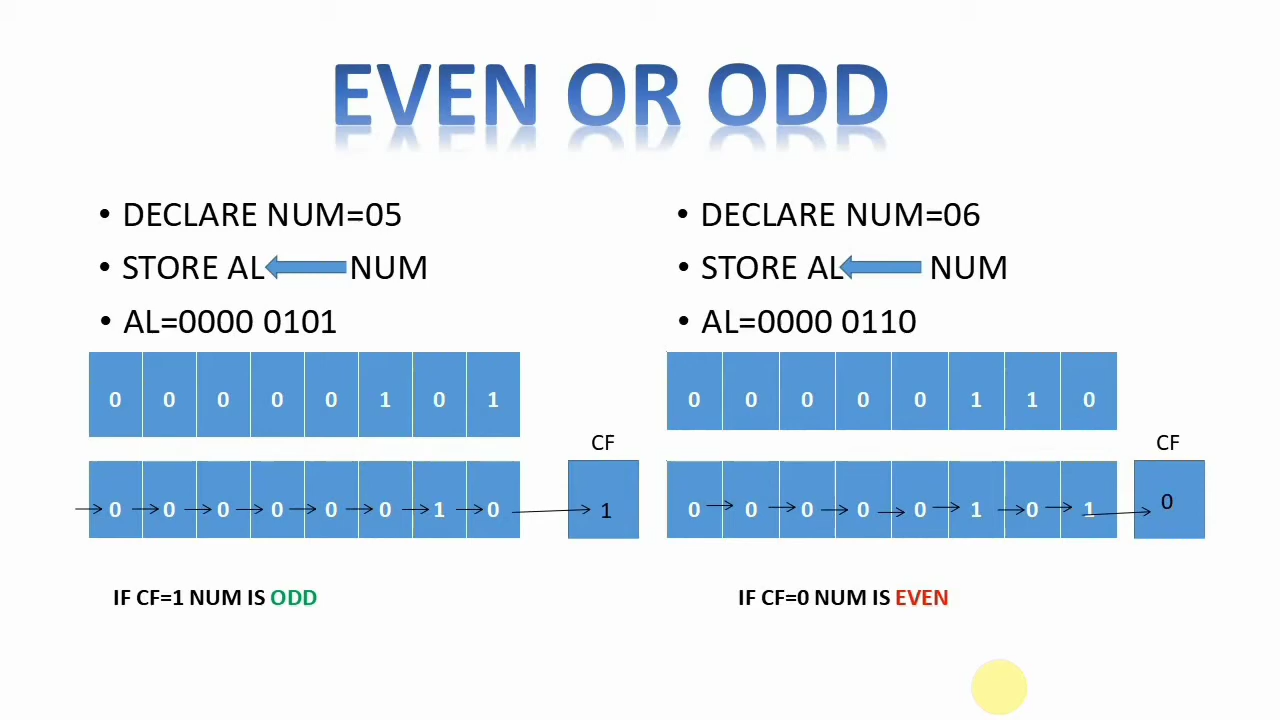 EVEN OR ODD
• DECLARE NUM=05
• STORE AL NUM
• AL=0000 0101
0 0 0 0 0 1 0 1
CF
0 0 0 0 0 0 1 0 1
IF CF=1 NUM IS ODD
• DECLARE NUM=06
• STORE AL NUM
• AL=0000 0110
0 0 0 0 0 1 1 0
CF
0 0 0 0 0 1 0 1 0
IF CF=0 NUM IS EVEN